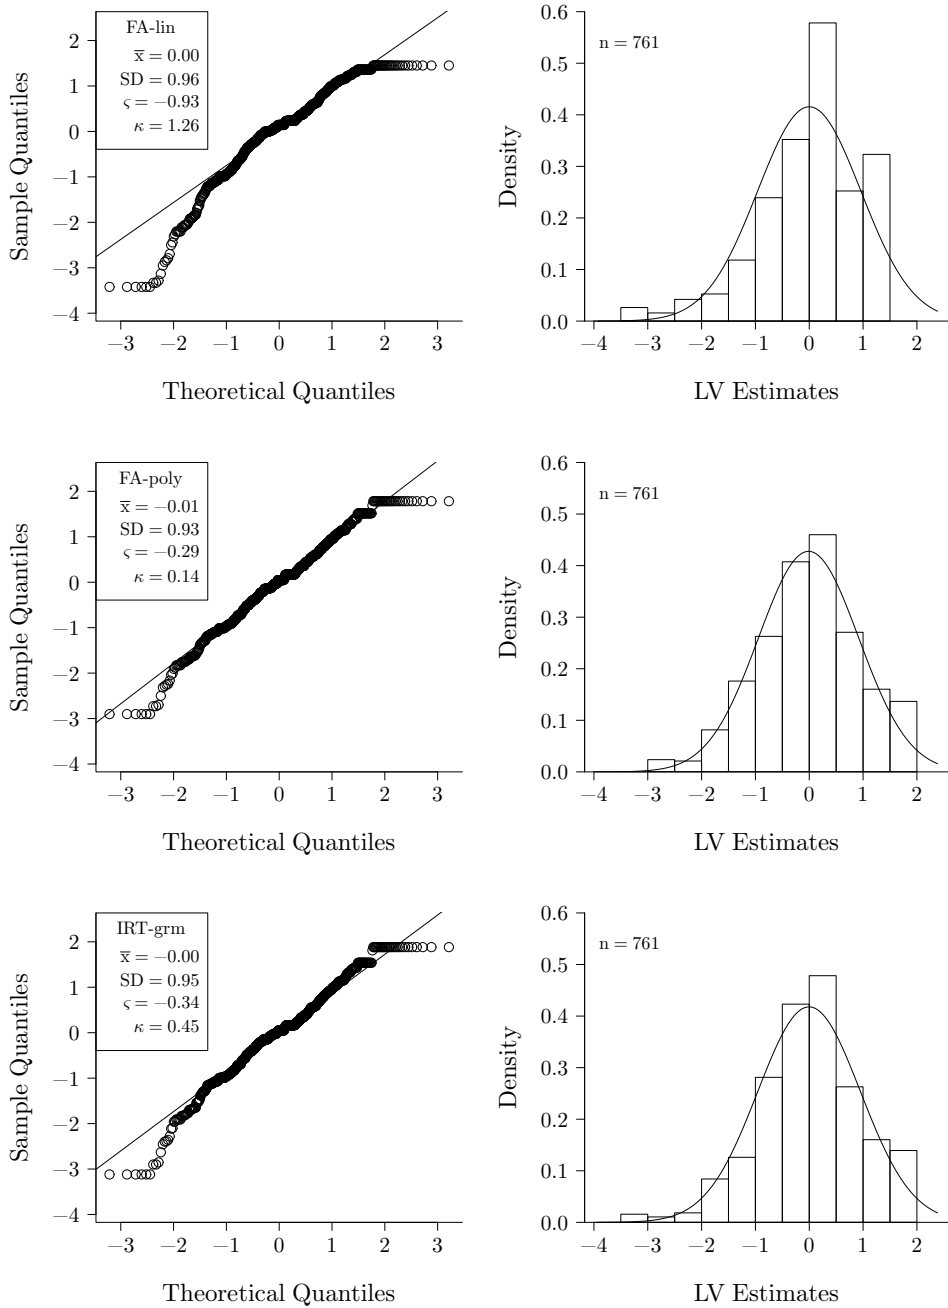 FA-lin
x̅ = 0.00
SD = 0.96
ς = −0.93
κ = 1.26
2
1
0
−1
−2
−3
−4
Sample Quantiles
−3 −2 −1 0 1 2 3
Theoretical Quantiles
n = 761
0.6
0.5
0.4
0.3
0.2
0.1
0.0
Density
−4 −3 −2 −1 0 1 2
LV Estimates
FA-poly
x̅ = −0.01
SD = 0.93
ς = −0.29
κ = 0.14
2
1
0
−1
−2
−3
−4
Sample Quantiles
−3 −2 −1 0 1 2 3
Theoretical Quantiles
n = 761
0.6
0.5
0.4
0.3
0.2
0.1
0.0
Density
−4 −3 −2 −1 0 1 2
LV Estimates
IRT-grm
x̅ = −0.00
SD = 0.95
ς = −0.34
κ = 0.45
2
1
0
−1
−2
−3
−4
Sample Quantiles
−3 −2 −1 0 1 2 3
Theoretical Quantiles
n = 761
0.6
0.5
0.4
0.3
0.2
0.1
0.0
Density
−4 −3 −2 −1 0 1 2
LV Estimates